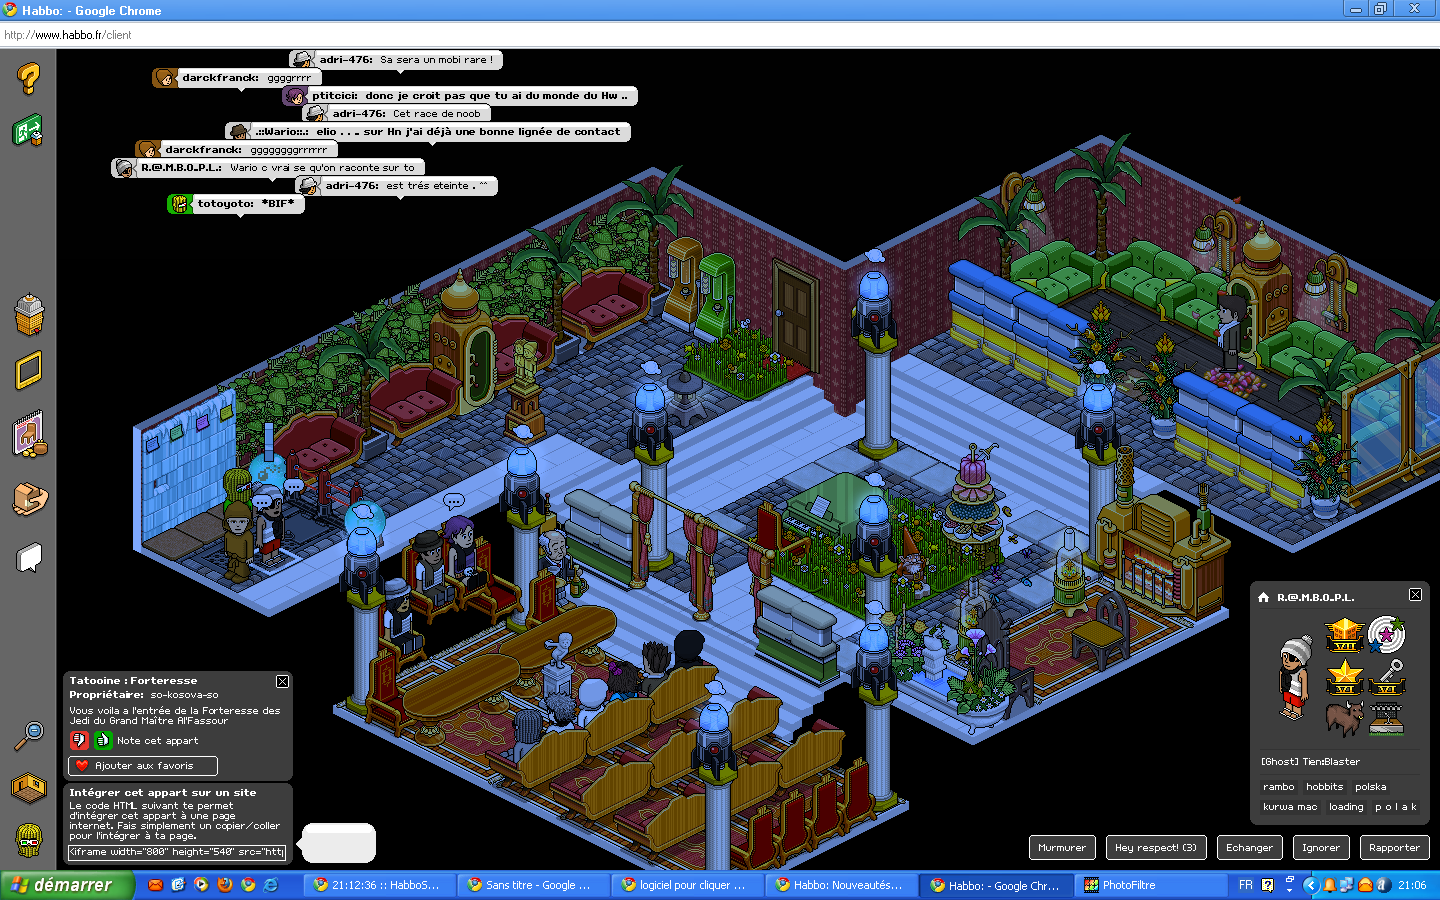 Habbo: - Google Chrome
http://www.habbo.fr/client
adri-476: Sa sera un mobi rare !
darckfranck: ggggrrrr
ptitcici: donc je croit pas que tu ai du monde du Hw ..
adri-476: Cet race de noob
.::Wario::.: elio . . . sur Hn j'ai déjà une bonne lignée de contact
darckfranck: ggggggggrrrrrr
R.@.M.B.O..P.L.: Wario c vrai se qu'on raconte sur to
adri-476: est trés eteinte . ^^
totoyoto: *BIF*
Tatooine : Forteresse
Propriétaire: so-kosova-so
Vous voila a l'entrée de la Forteresse des
Jedi du Grand Maître Al'Fassour
Note cet appart
Ajouter aux favoris
Intégrer cet appart sur un site
Le code HTML suivant te permet
d'intégrer cet appart à une page
internet. Fais simplement un copier/coller
pour l'intégrer à ta page.
<iframe width="800" height="540" src="htt
R.@.M.B.O..P.L.
[Ghost] Tien:Blaster
rambo hobbits polska
kurwa mac loading p o l a k
Murmurer
Hey respect! (3)
Echanger
Ignorer
Rapporter
démarrer
21:12:36 :: HabboS...
Sans titre - Google ...
logiciel pour cliquer ...
Habbo: Nouveautés...
Habbo: - Google Chr...
PhotoFiltre
FR
21:06